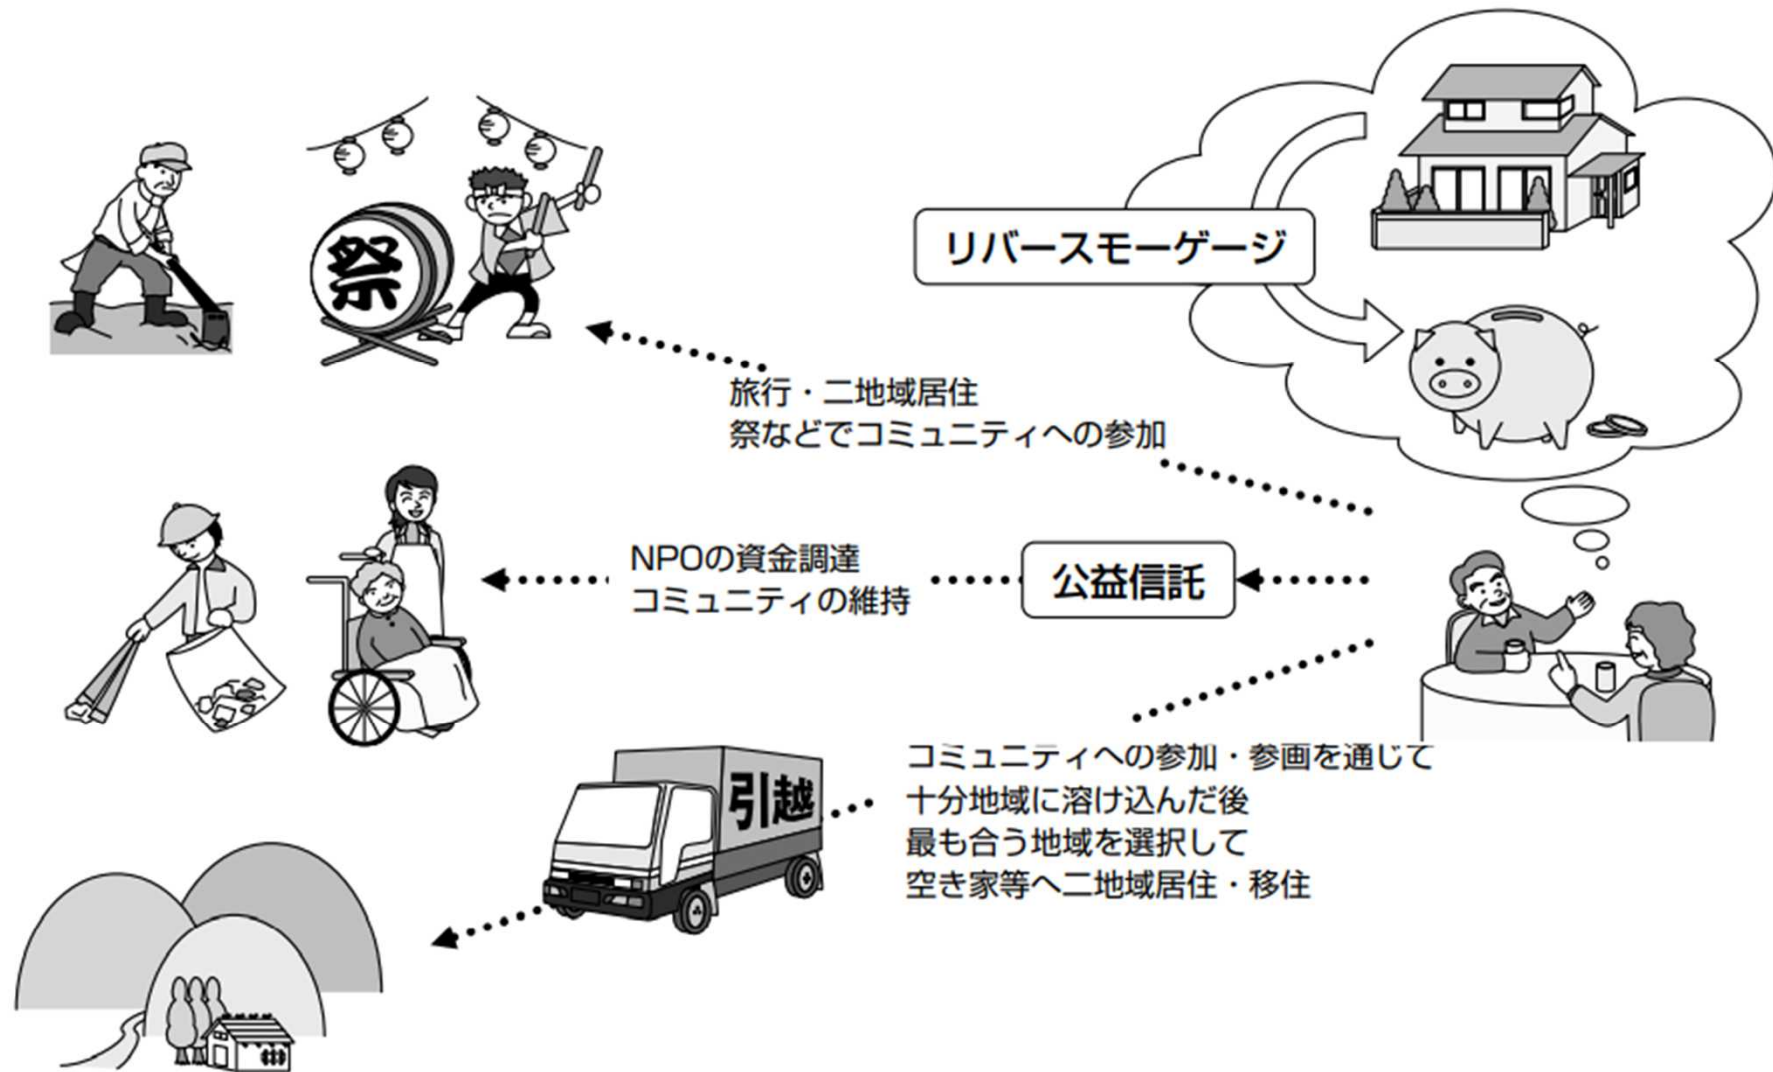 祭
リバースモーゲージ
旅行・二地域居住
祭などでコミュニティへの参加
NPOの資金調達
コミュニティの維持
公益信託
引越
コミュニティへの参加・参画を通じて
十分地域に溶け込んだ後
最も合う地域を選択して
空き家等へ二地域居住・移住